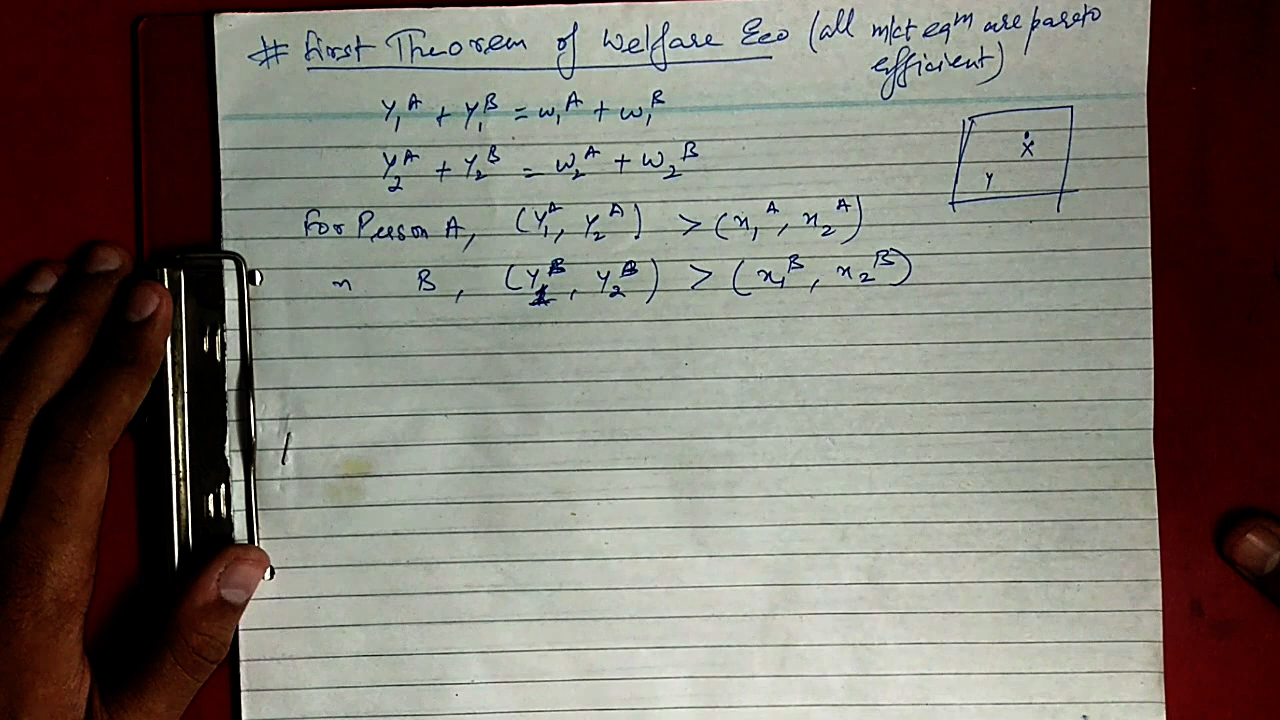 # First Theorem of Welfare Eco (all mkt eqᵐ are pareto
efficient)
y₁ᴬ + y₁ᴮ = w₁ᴬ + w₁ᴮ
y₂ᴬ + y₂ᴮ = w₂ᴬ + w₂ᴮ
X
Y
For Person A, (y₁ᴬ, y₂ᴬ) > (x₁ᴬ, x₂ᴬ)
" B, (y₁ᴮ, y₂ᴮ) > (x₁ᴮ, x₂ᴮ)